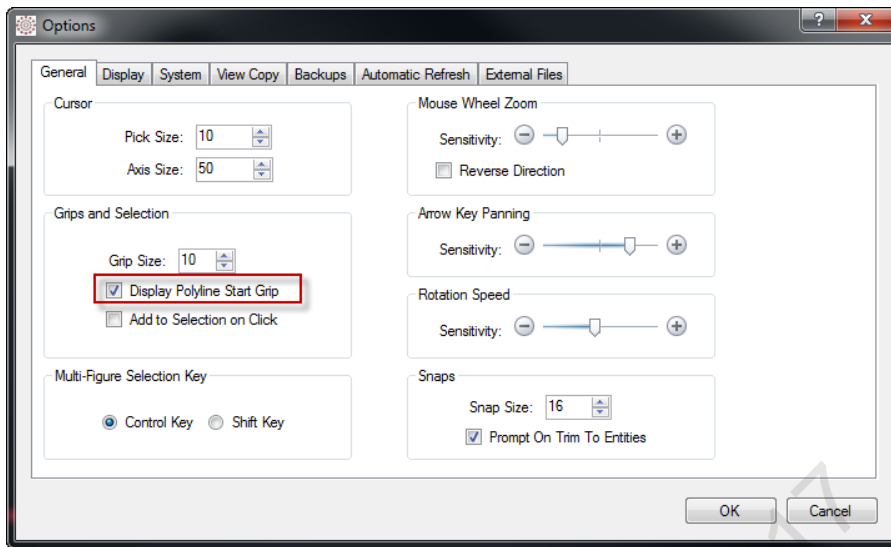 Options
General Display System View Copy Backups Automatic Refresh External Files
Cursor
Pick Size: 10
Axis Size: 50
Grips and Selection
Grip Size: 10
Display Polyline Start Grip
Add to Selection on Click
Multi-Figure Selection Key
Control Key Shift Key
Mouse Wheel Zoom
Sensitivity:
Reverse Direction
Arrow Key Panning
Sensitivity:
Rotation Speed
Sensitivity:
Snaps
Snap Size: 16
Prompt On Trim To Entities
OK Cancel
17